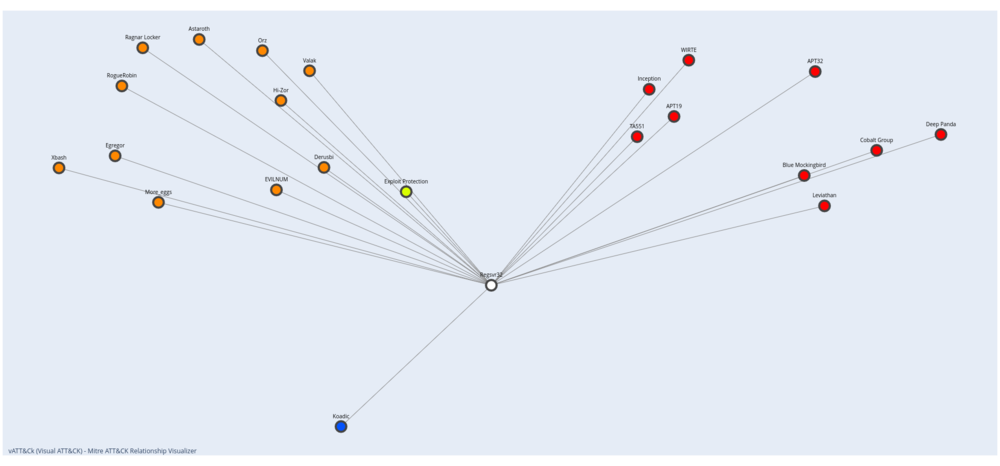 Astaroth
Ragnar Locker
Orz
WIRTE
Valak
APT32
RogueRobin
Inception
Hi-Zor
APT19
Deep Panda
TA551
Cobalt Group
Egregor
Xbash
Derusbi
Blue Mockingbird
EVILNUM
Exploit Protection
More_eggs
Leviathan
Regsvr32
Koadic
vATT&Ck (Visual ATT&CK) - Mitre ATT&CK Relationship Visualizer